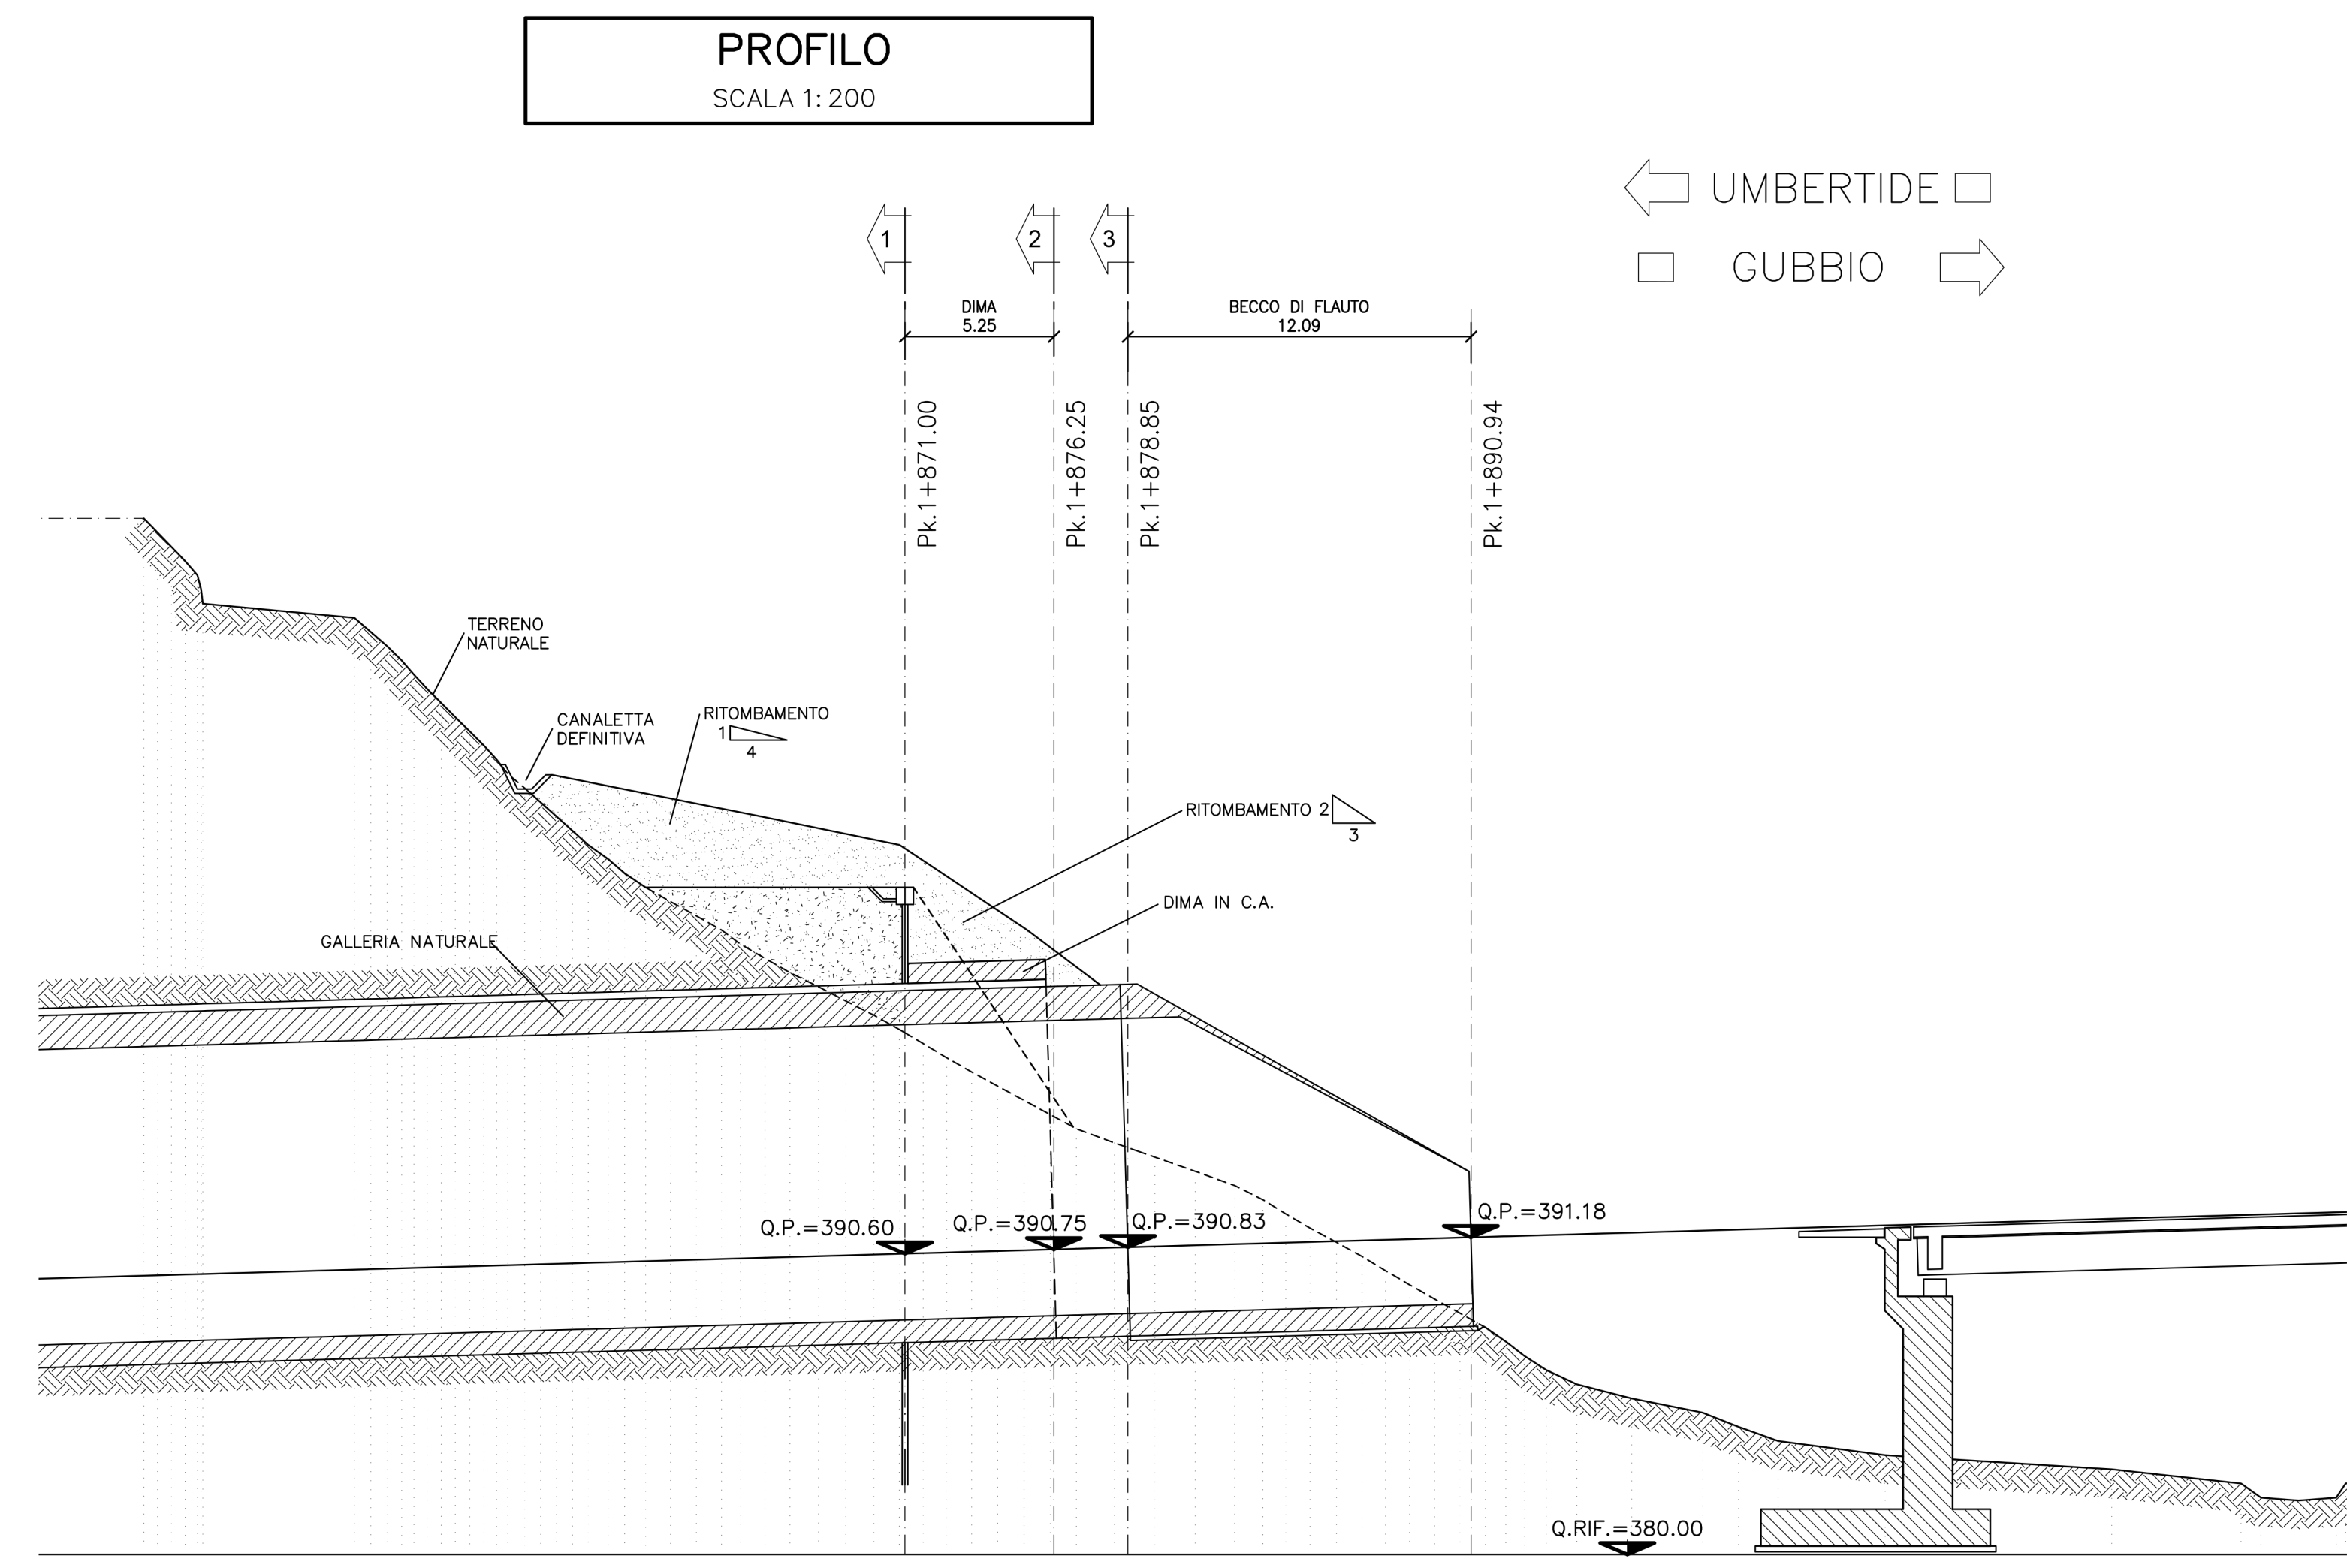 PROFILO
SCALA 1:200
UMBERTIDE
GUBBIO
1
2
3
DIMA
5.25
BECCO DI FLAUTO
12.09
Pk.1+871.00
Pk.1+876.25
Pk.1+878.85
Pk.1+890.94
TERRENO
NATURALE
CANALETTA
DEFINITIVA
RITOMBAMENTO
1
4
RITOMBAMENTO 2
3
DIMA IN C.A.
GALLERIA NATURALE
Q.P.=390.60
Q.P.=390.75
Q.P.=390.83
Q.P.=391.18
Q.RIF.=380.00